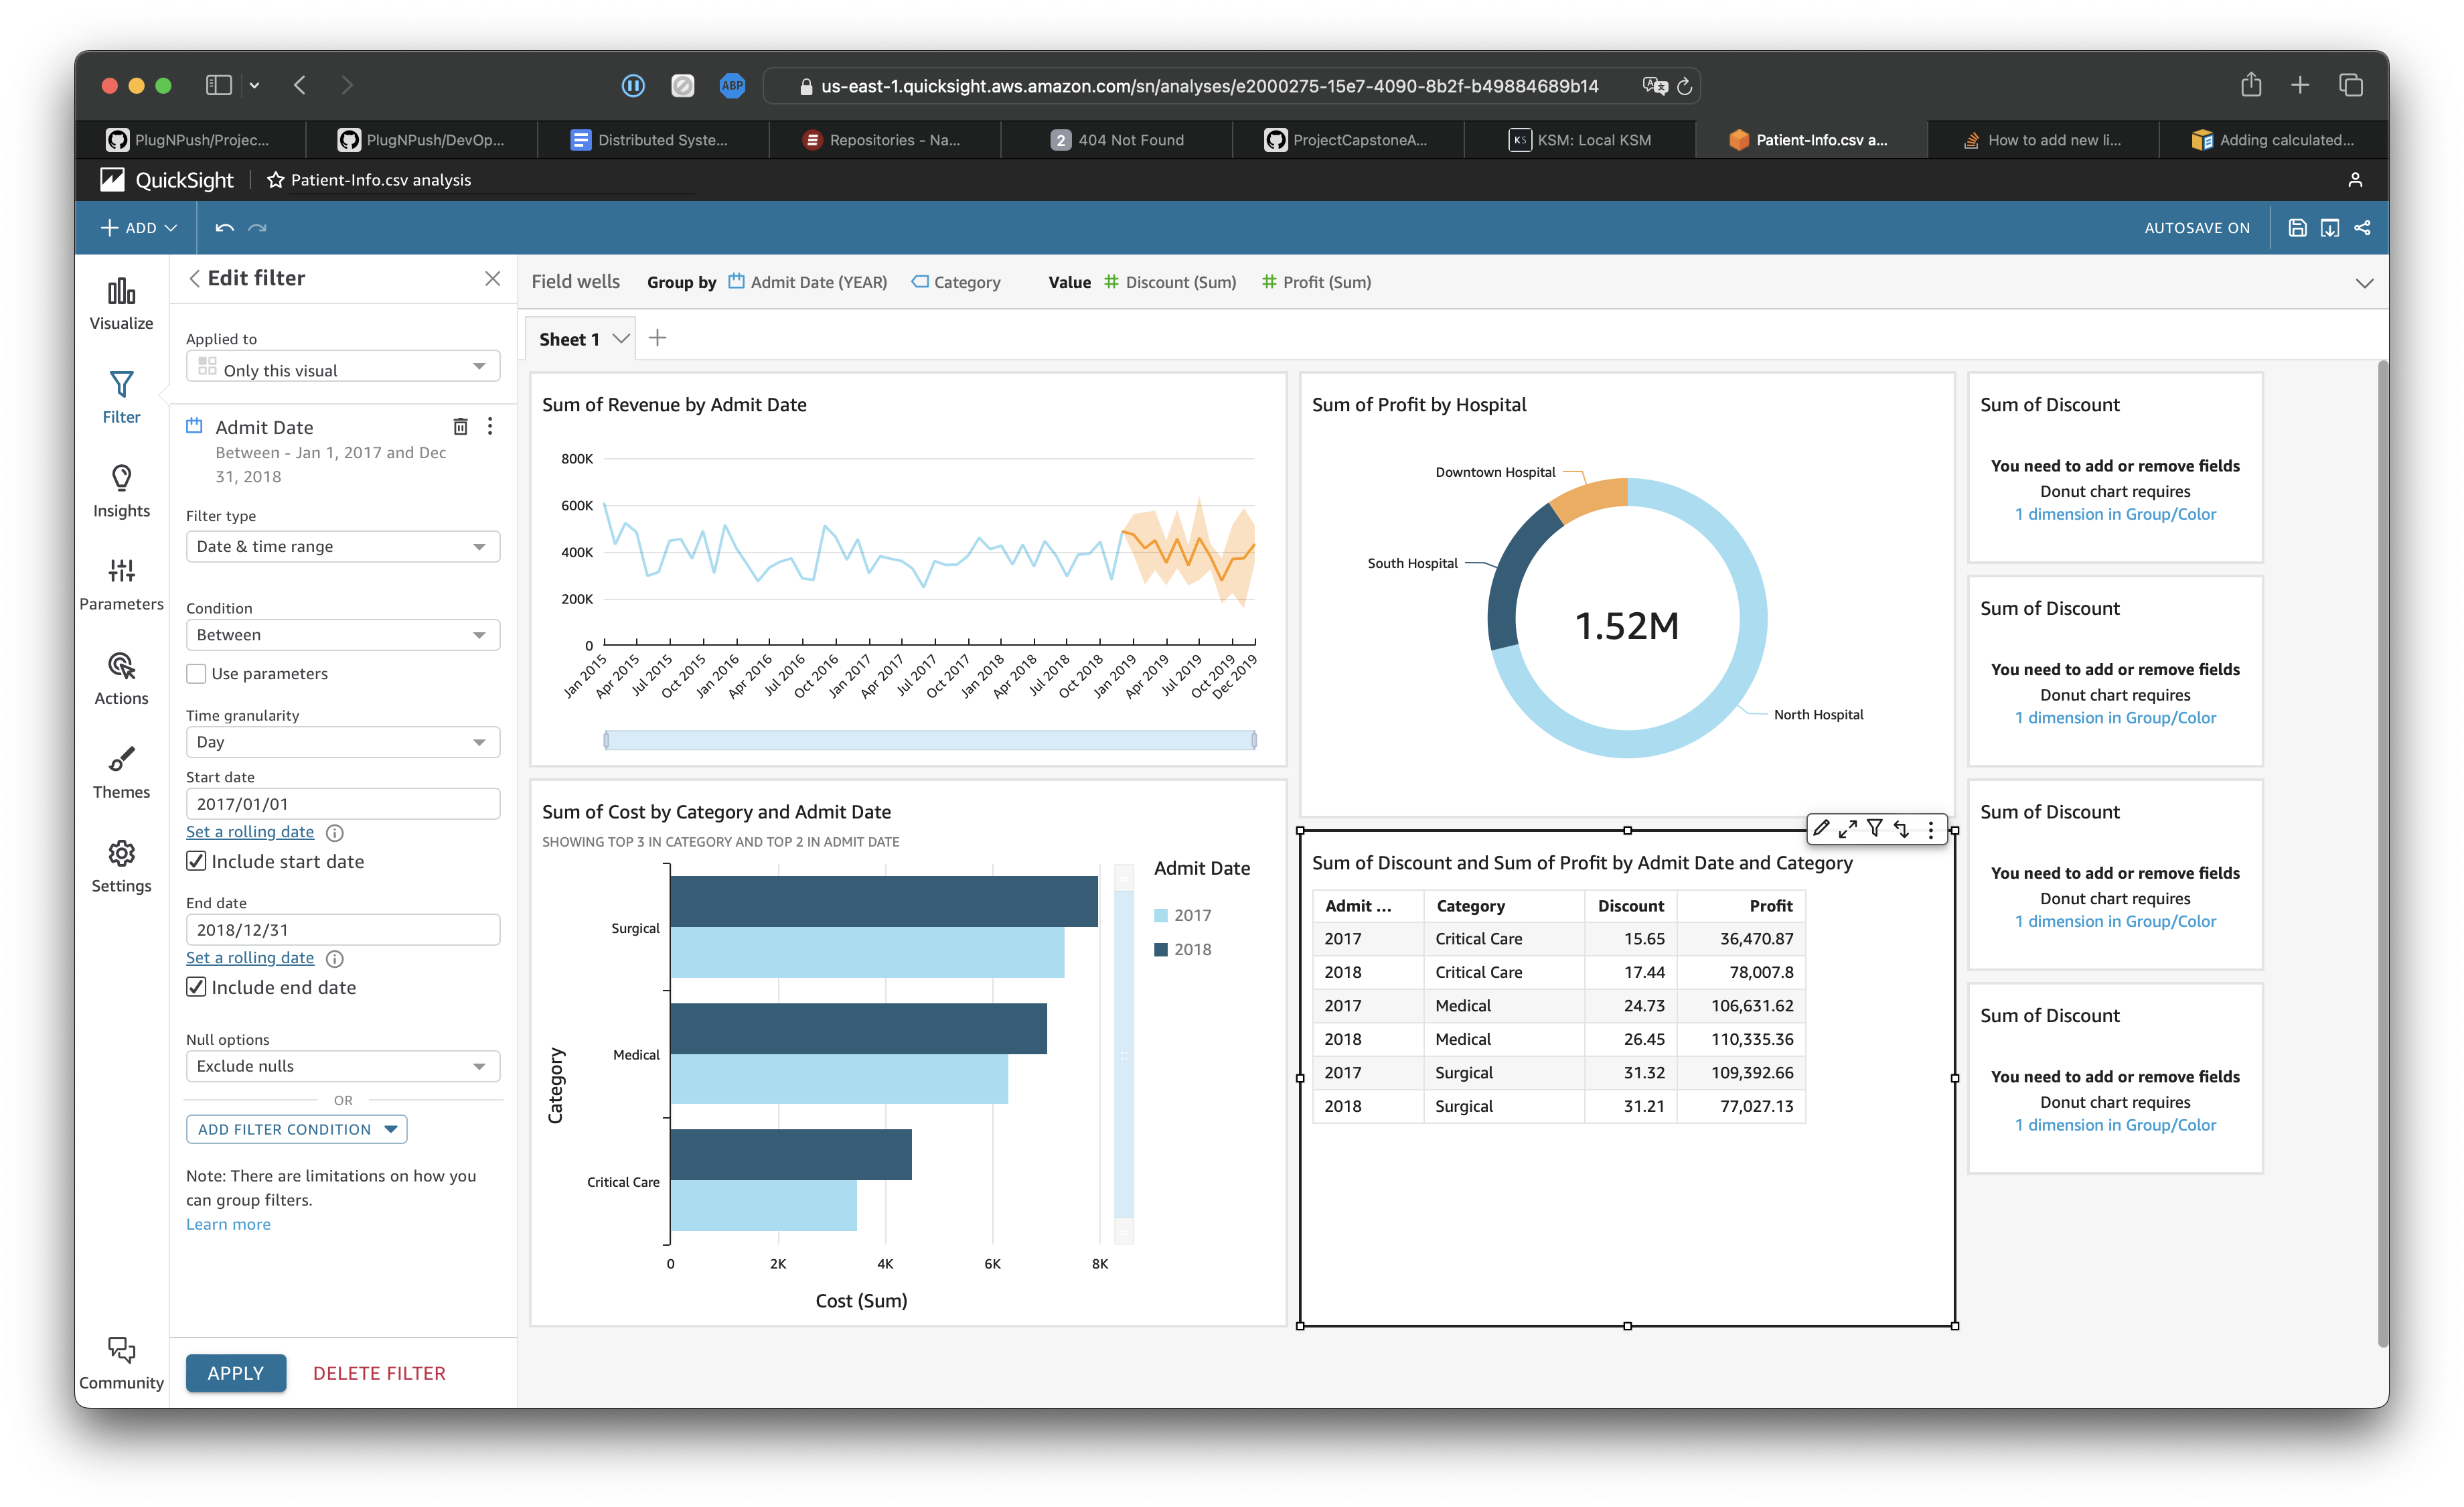 ABP
us-east-1.quicksight.aws.amazon.com/sn/analyses/e2000275-15e7-4090-8b2f-b49884689b14
PlugNPush/Projec...
PlugNPush/DevOp...
Distributed Syste...
Repositories - Na...
2 404 Not Found
ProjectCapstoneA...
KS KSM: Local KSM
Patient-Info.csv a...
How to add new li...
Adding calculated...
QuickSight
Patient-Info.csv analysis
ADD
AUTOSAVE ON
Visualize
Filter
Insights
Parameters
Actions
Themes
Settings
Community
Edit filter
Applied to
Only this visual
Admit Date
Between - Jan 1, 2017 and Dec
31, 2018
Filter type
Date & time range
Condition
Between
Use parameters
Time granularity
Day
Start date
2017/01/01
Set a rolling date
Include start date
End date
2018/12/31
Set a rolling date
Include end date
Null options
Exclude nulls
OR
ADD FILTER CONDITION
Note: There are limitations on how you
can group filters.
Learn more
APPLY DELETE FILTER
Field wells Group by Admit Date (YEAR) Category Value Discount (Sum) Profit (Sum)
Sheet 1
Sum of Revenue by Admit Date
800K
600K
400K
200K
0
Jan 2015
Apr 2015
Jul 2015
Oct 2015
Jan 2016
Apr 2016
Jul 2016
Oct 2016
Jan 2017
Apr 2017
Jul 2017
Oct 2017
Jan 2018
Apr 2018
Jul 2018
Oct 2018
Jan 2019
Apr 2019
Jul 2019
Oct 2019
Dec 2019
Sum of Profit by Hospital
Downtown Hospital
South Hospital
1.52M
North Hospital
Sum of Cost by Category and Admit Date
SHOWING TOP 3 IN CATEGORY AND TOP 2 IN ADMIT DATE
Category
Surgical
Medical
Critical Care
0 2K 4K 6K 8K
Cost (Sum)
Admit Date
2017
2018
Sum of Discount and Sum of Profit by Admit Date and Category
Admit ... Category Discount Profit
2017 Critical Care 15.65 36,470.87
2018 Critical Care 17.44 78,007.8
2017 Medical 24.73 106,631.62
2018 Medical 26.45 110,335.36
2017 Surgical 31.32 109,392.66
2018 Surgical 31.21 77,027.13
Sum of Discount
You need to add or remove fields
Donut chart requires
1 dimension in Group/Color
Sum of Discount
You need to add or remove fields
Donut chart requires
1 dimension in Group/Color
Sum of Discount
You need to add or remove fields
Donut chart requires
1 dimension in Group/Color
Sum of Discount
You need to add or remove fields
Donut chart requires
1 dimension in Group/Color